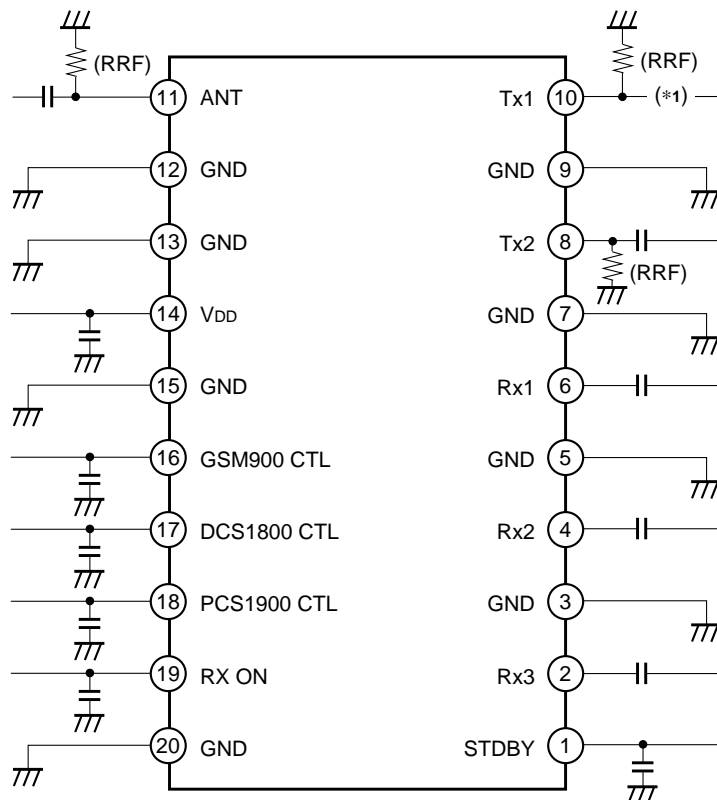 (RRF) (RRF)
11 ANT Tx1 10 (*1)
12 GND GND 9
13 GND Tx2 8
(RRF)
14 VDD GND 7
15 GND Rx1 6
16 GSM900 CTL GND 5
17 DCS1800 CTL Rx2 4
18 PCS1900 CTL GND 3
19 RX ON Rx3 2
20 GND STDBY 1